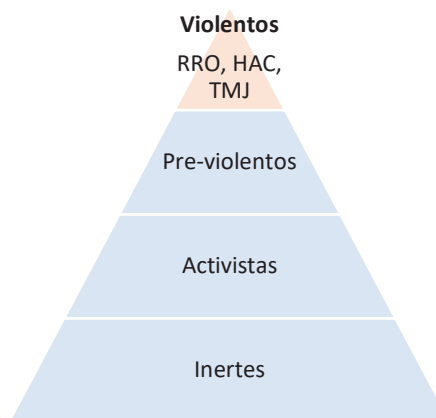 Violentos
RRO, HAC,
TMJ
Pre-violentos
Activistas
Inertes